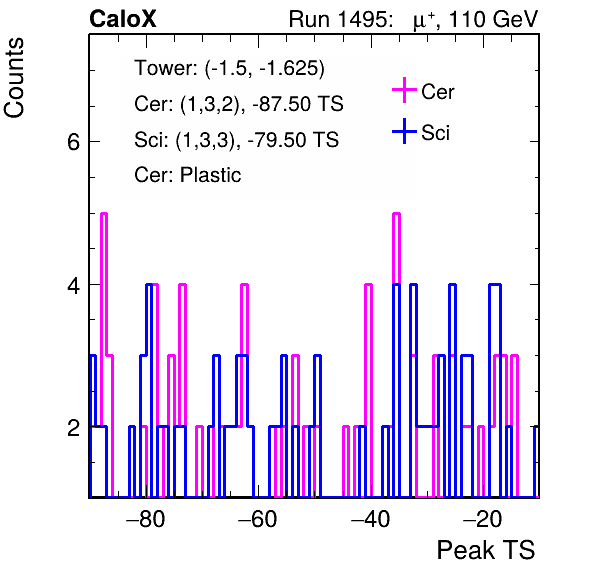 CaloX Run 1495: μ⁺, 110 GeV
Counts
Tower: (-1.5, -1.625)
Cer: (1,3,2), -87.50 TS
Sci: (1,3,3), -79.50 TS
Cer: Plastic
Cer
Sci
6
4
2
−80 −60 −40 −20
Peak TS